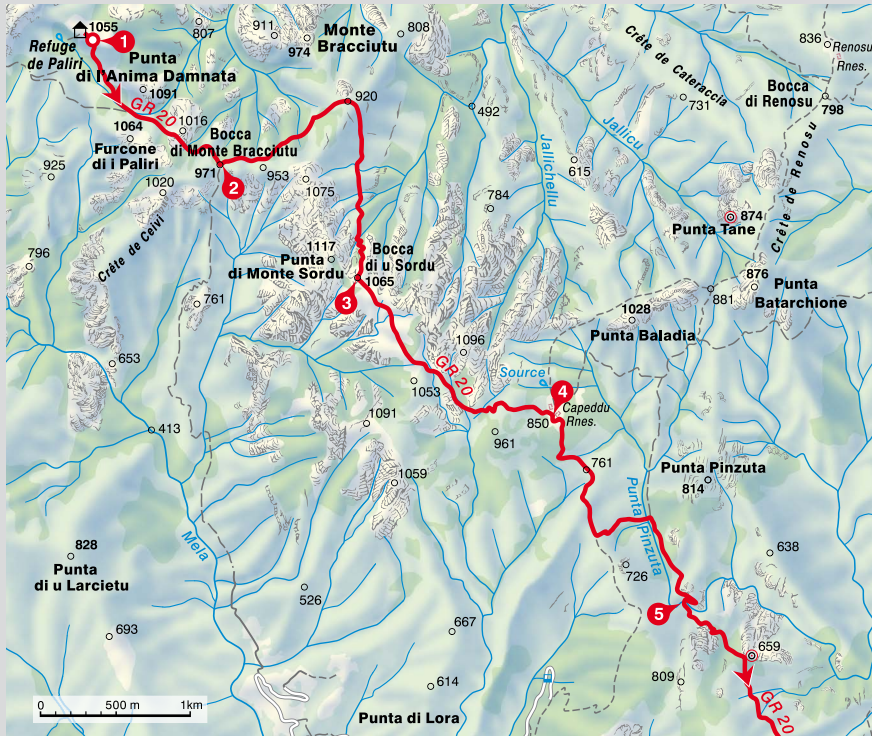 1055
1
Refuge
de Paliri
807
911
974
Monte
Bracciutu
808
836
Renosu
Rnes.
Punta
di l'Anima Damnata
1091
GR 20
1016
1064
Furcone
di i Paliri
925
1020
Bocca
di Monte Bracciutu
971
2
953
1075
920
492
Jallichellu
Jallicu
615
Crête de Cateraccia
731
Bocca
di Renosu
798
Crête de Renosu
784
874
Punta Tane
796
Crête de Celvi
761
1117
Punta
di Monte Sordu
Bocca
di u Sordu
1065
3
876
Punta
Batarchione
881
1028
Punta Baladia
653
1096
GR 20
1053
Source
4
Capeddu
Rnes.
850
961
413
1091
1059
761
Punta Pinzuta
814
Punta Pinzuta
Mela
828
Punta
di u Larcietu
638
726
526
5
693
667
659
809
614
GR 20
0
500 m
1km
Punta di Lora